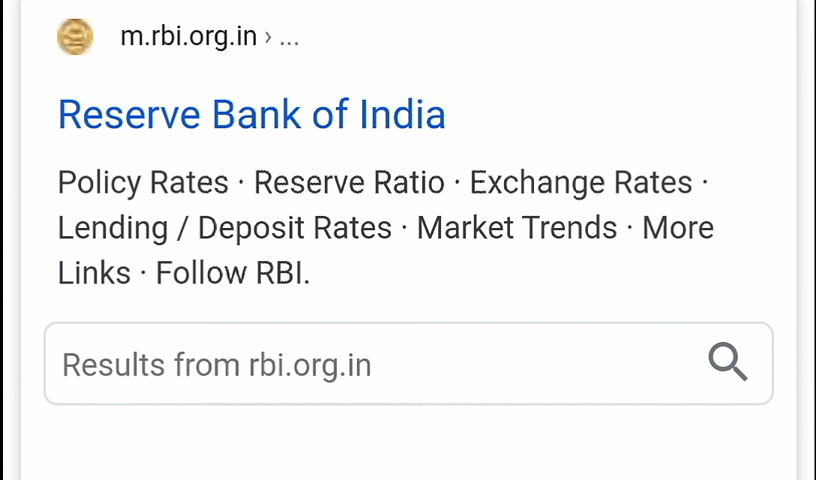 m.rbi.org.in › ...
Reserve Bank of India
Policy Rates · Reserve Ratio · Exchange Rates ·
Lending / Deposit Rates · Market Trends · More
Links · Follow RBI.
Results from rbi.org.in